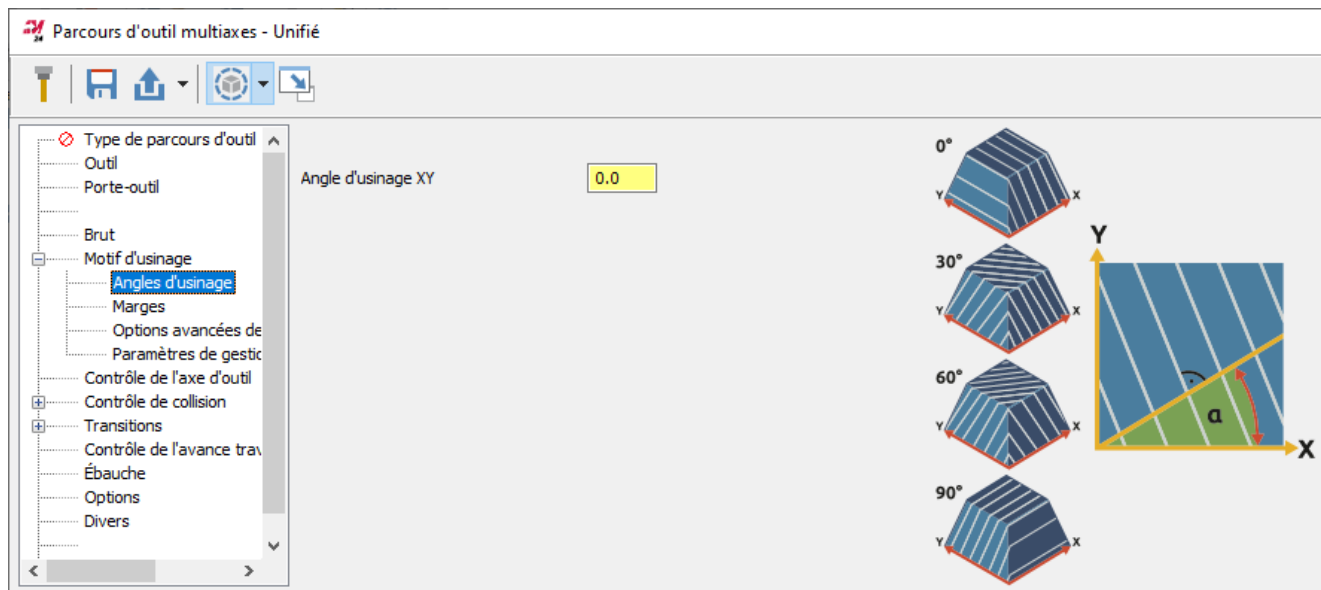 Parcours d'outil multiaxes - Unifié
Type de parcours d'outil
Outil
Porte-outil
Brut
Motif d'usinage
Angles d'usinage
Marges
Options avancées de
Paramètres de gestic
Contrôle de l'axe d'outil
Contrôle de collision
Transitions
Contrôle de l'avance trav
Ébauche
Options
Divers
Angle d'usinage XY 0.0
0°
Y X
30°
Y X
60°
Y X
90°
Y X
Y
a
X